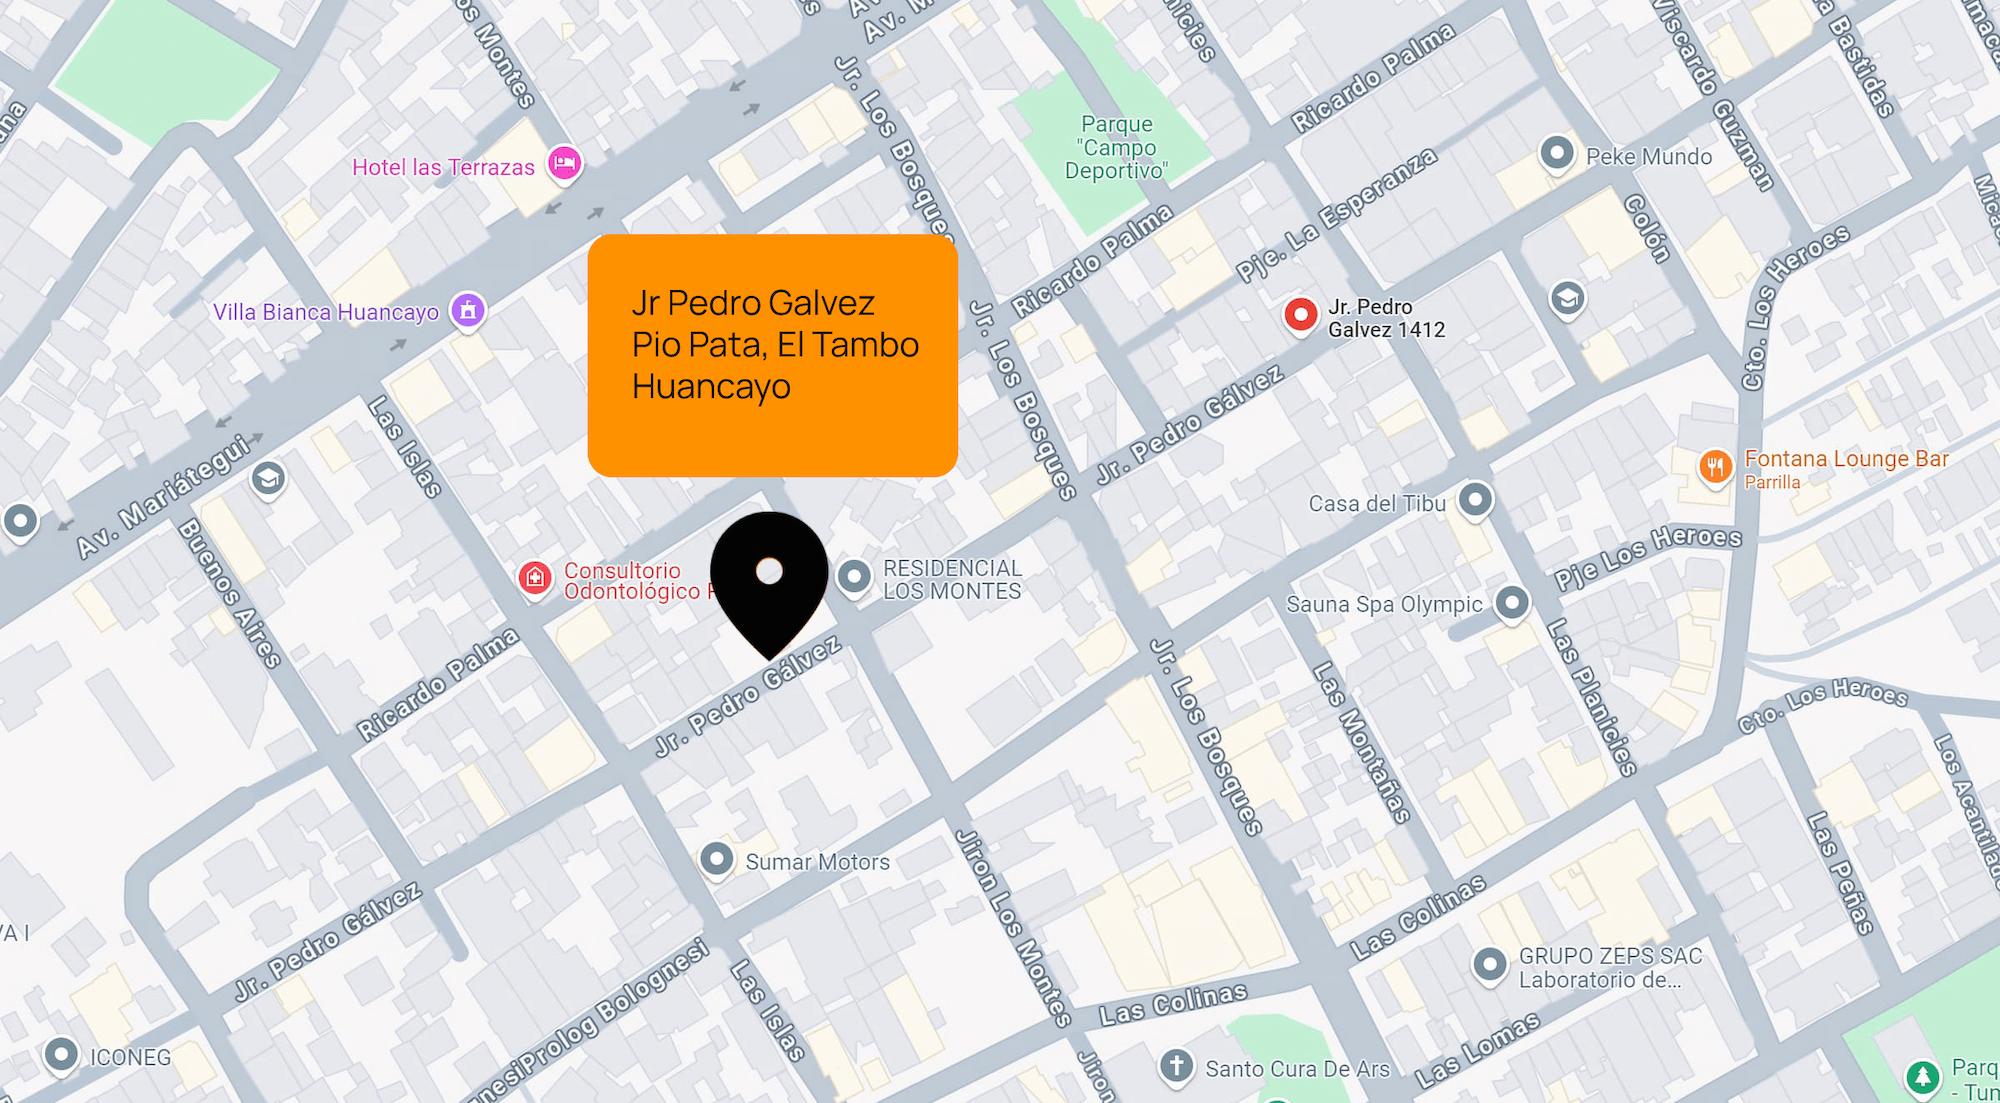 os Montes
Av. M
Jr. Los Bosques
nicies
Ricardo Palma
Viscardo Guzman
a Bastidas
Parque
"Campo
Deportivo"
Hotel las Terrazas
Peke Mundo
Pje. La Esperanza
Ricardo Palma
Colón
Cto. Los Heroes
Villa Bianca Huancayo
Jr Pedro Galvez
Pio Pata, El Tambo
Huancayo
Jr. Pedro
Galvez 1412
Jr. Los Bosques
Las Islas
Jr. Pedro Gálvez
Av. Mariátegui
Fontana Lounge Bar
Parrilla
Casa del Tibu
Pje Los Heroes
Buenos Aires
Consultorio
Odontológico
RESIDENCIAL
LOS MONTES
Sauna Spa Olympic
Ricardo Palma
Jr. Pedro Gálvez
Jr. Los Bosques
Las Montañas
Las Planicies
Cto. Los Heroes
Los Acantilad
Sumar Motors
Jiron Los Montes
Las Peñas
Jr. Pedro Gálvez
Las Colinas
VA I
GRUPO ZEPS SAC
Laboratorio de...
Prolog Bolognesi
nesi
Las Islas
Las Colinas
Las Lomas
ICONEG
Jiron
Santo Cura De Ars
Parq
- Tun